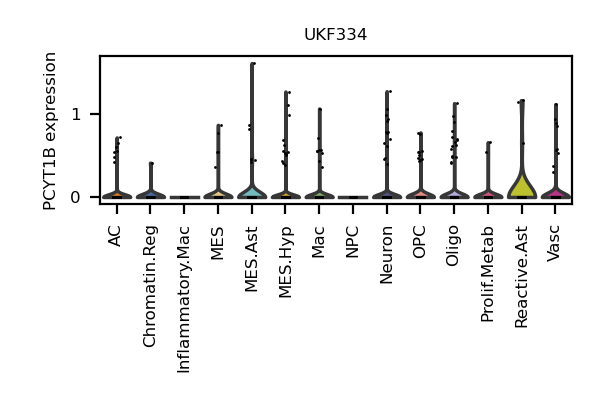 UKF334
PCYT1B expression
1
0
AC
Chromatin.Reg
Inflammatory.Mac
MES
MES.Ast
MES.Hyp
Mac
NPC
Neuron
OPC
Oligo
Prolif.Metab
Reactive.Ast
Vasc